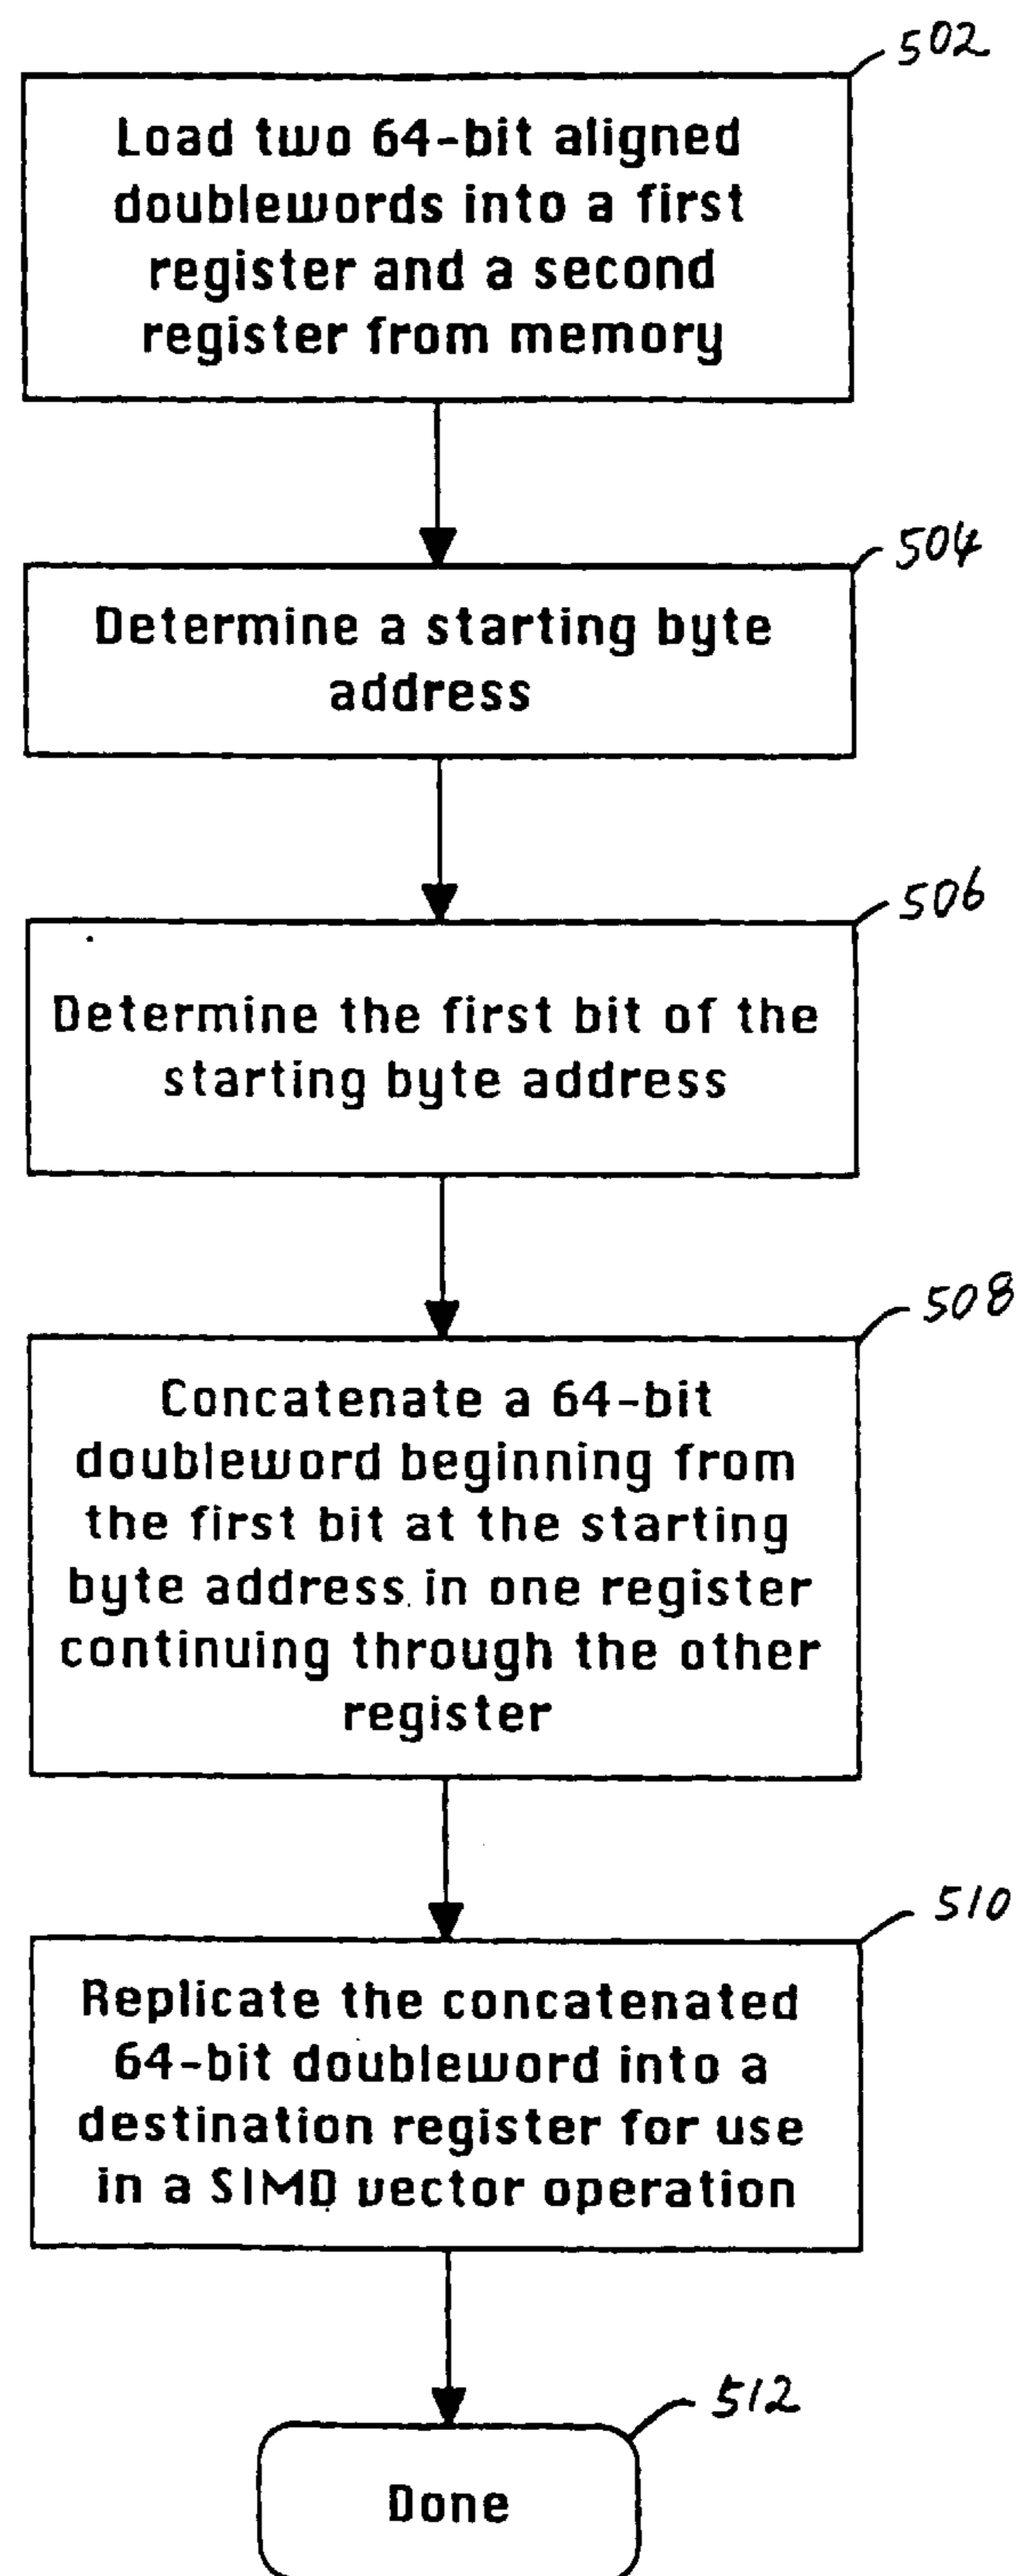 502
Load two 64-bit aligned
doublewords into a first
register and a second
register from memory
504
Determine a starting byte
address
506
Determine the first bit of the
starting byte address
508
Concatenate a 64-bit
doubleword beginning from
the first bit at the starting
byte address in one register
continuing through the other
register
510
Replicate the concatenated
64-bit doubleword into a
destination register for use
in a SIMD vector operation
512
Done